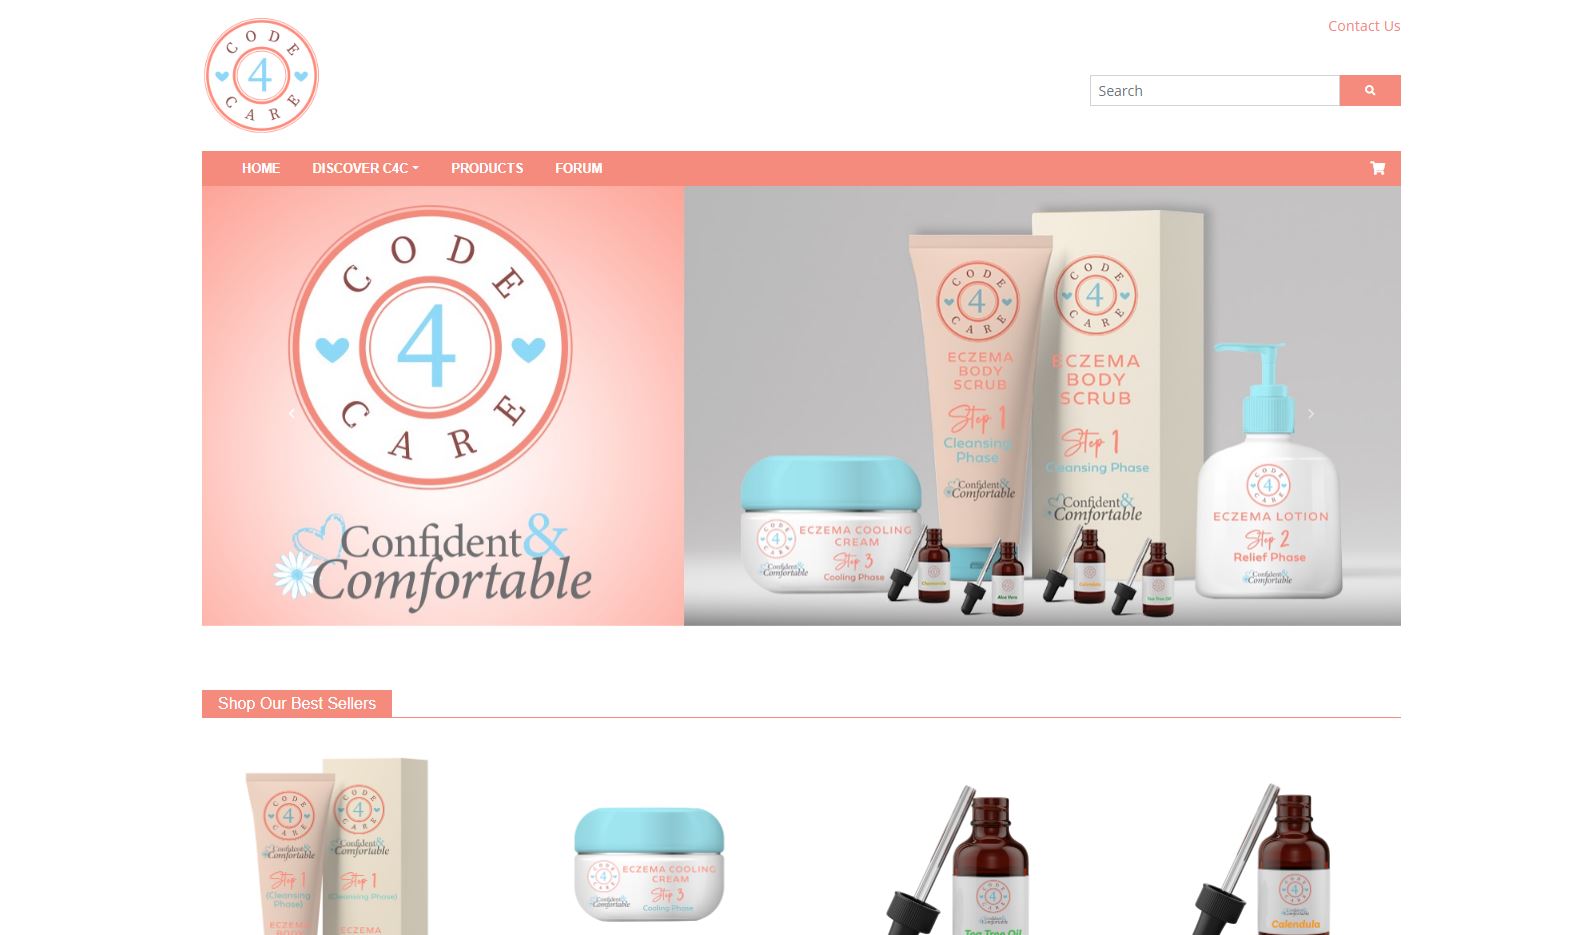 CODE
4
CARE
Contact Us
Search
HOME
DISCOVER C4C
PRODUCTS
FORUM
CODE
4
CARE
Confident &
Comfortable
CODE
4
CARE
ECZEMA
BODY
SCRUB
Step 1
Cleansing
Phase
Confident &
Comfortable
CODE
4
CARE
ECZEMA
BODY
SCRUB
Step 1
Cleansing Phase
Confident &
Comfortable
CODE
4
CARE
ECZEMA LOTION
Step 2
Relief Phase
Confident &
Comfortable
CODE
4
CARE
ECZEMA COOLING
CREAM
Step 3
Cooling Phase
Confident &
Comfortable
Chamomile
Aloe Vera
Calendula
Tea Tree Oil
Shop Our Best Sellers
CODE
4
CARE
Confident &
Comfortable
Step 1
(Cleansing
Phase)
ECZEMA
BODY
CODE
4
CARE
Confident &
Comfortable
Step 1
(Cleansing Phase)
ECZEMA
CODE
4
CARE
ECZEMA COOLING
CREAM
Step 3
Cooling Phase
Confident &
Comfortable
CODE
4
CARE
Confident &
Comfortable
Tea Tree Oil
CODE
4
CARE
Confident &
Comfortable
Calendula